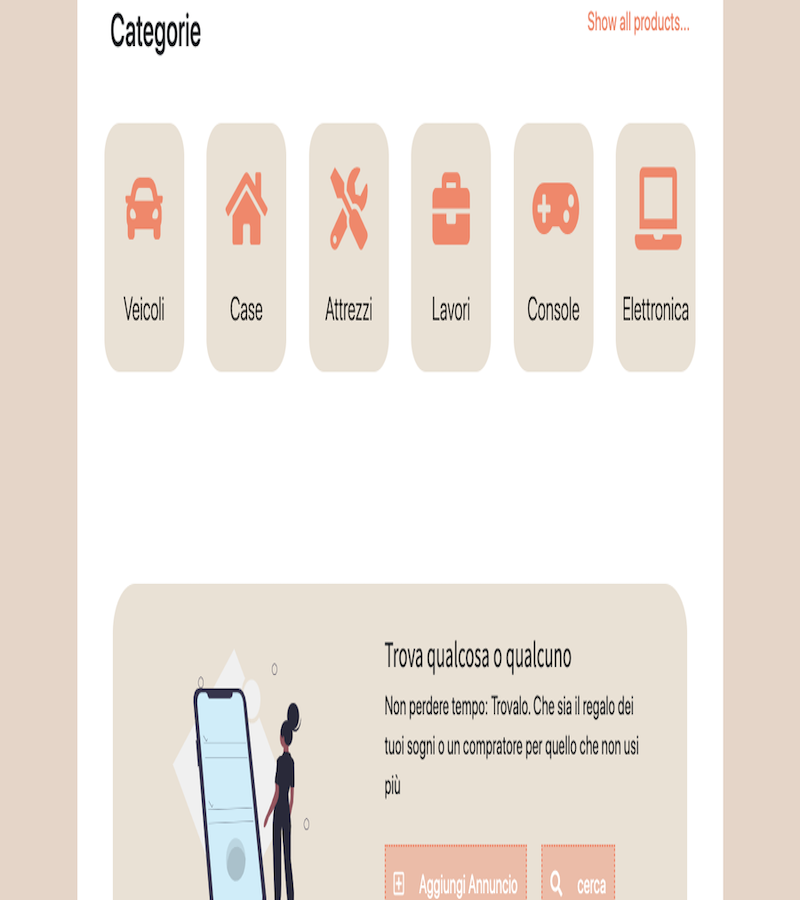 Categorie
Show all products...
Veicoli
Case
Attrezzi
Lavori
Console
Elettronica
Trova qualcosa o qualcuno
Non perdere tempo: Trovalo. Che sia il regalo dei
tuoi sogni o un compratore per quello che non usi
più
Aggiungi Annuncio
cerca